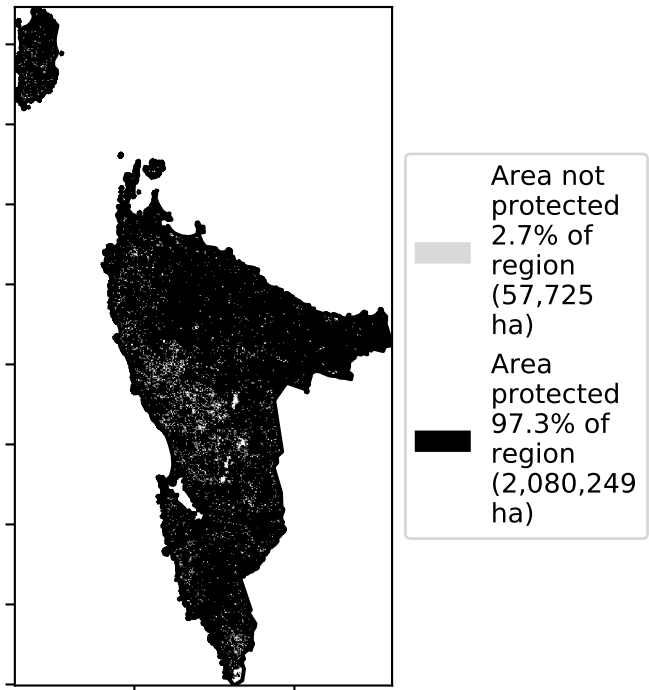 Area not
protected
2.7% of
region
(57,725
ha)
Area
protected
97.3% of
region
(2,080,249
ha)